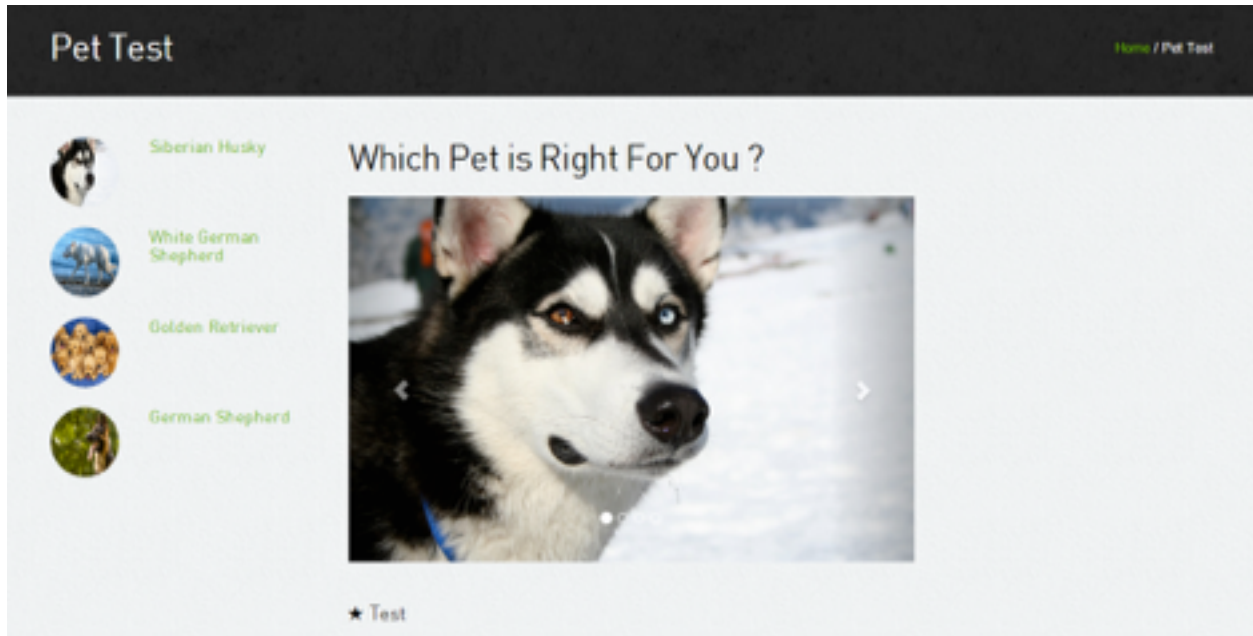 Pet Test
Home / Pet Test
Siberian Husky
White German
Shepherd
Golden Retriever
German Shepherd
Which Pet is Right For You ?
★ Test